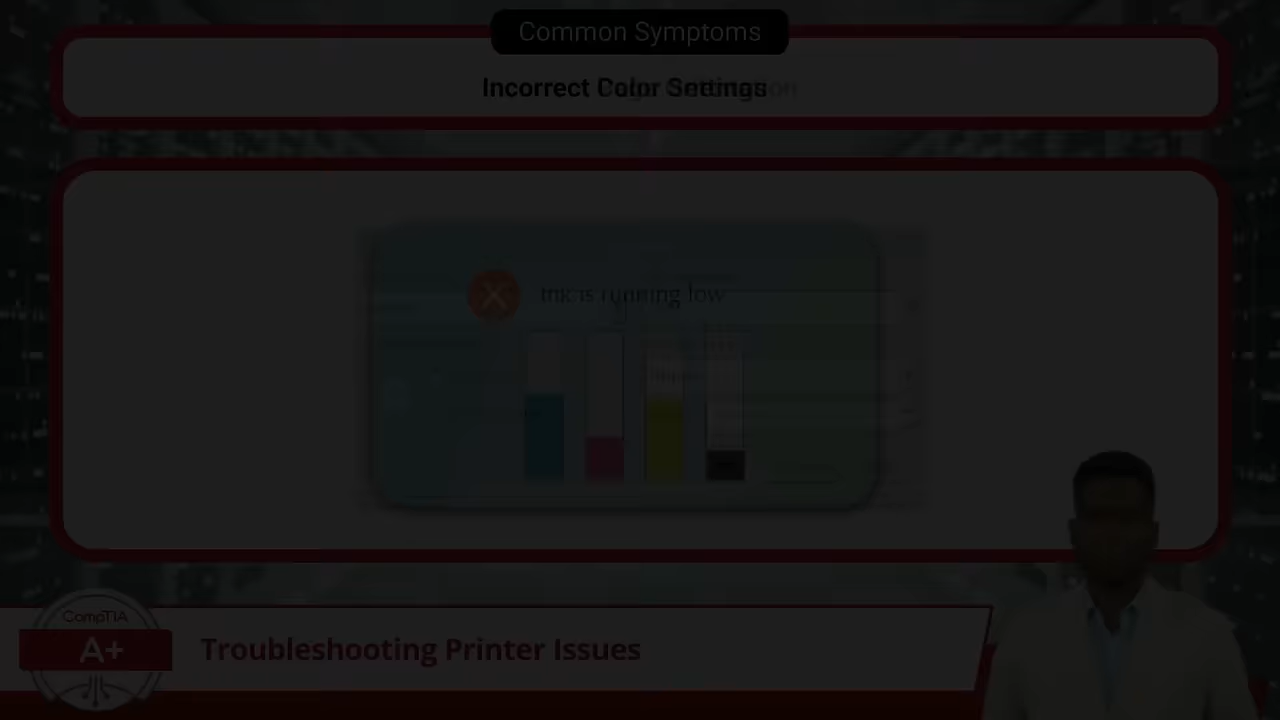 Common Symptoms
Incorrect Color Settings
Ink is running low
CompTIA
A+
Troubleshooting Printer Issues